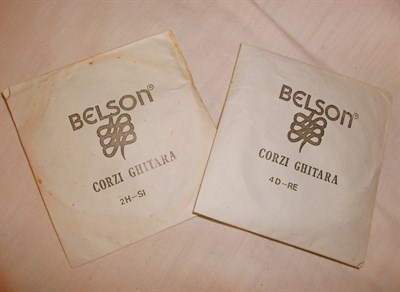 BELSON®
CORZI GHITARA
2H-SI
BELSON®
CORZI GHITARA
4D-RE